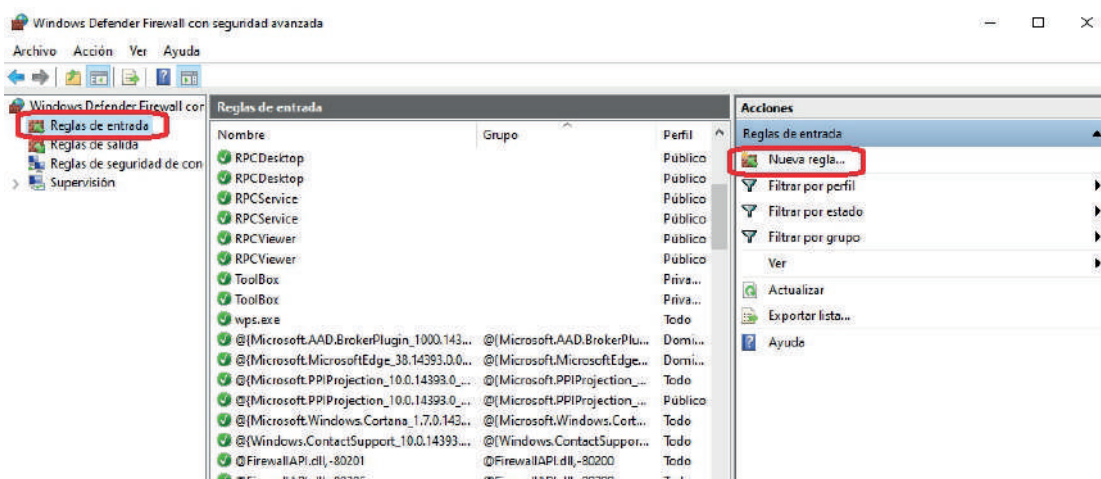 Windows Defender Firewall con seguridad avanzada
Archivo Acción Ver Ayuda
Windows Defender Firewall cor
Reglas de entrada
Reglas de salida
Reglas de seguridad de con
Supervisión
Reglas de entrada
Nombre Grupo Perfil
RPCDesktop Público
RPCDesktop Público
RPCService Público
RPCService Público
RPCViewer Público
RPCViewer Público
ToolBox Priva...
ToolBox Priva...
wps.exe Todo
@{Microsoft.AAD.BrokerPlugin_1000.143... @{Microsoft.AAD.BrokerPlu... Domi...
@{Microsoft.MicrosoftEdge_38.14393.0.0... @{Microsoft.MicrosoftEdge... Domi...
@{Microsoft.PPIProjection_10.0.14393.0_... @{Microsoft.PPIProjection_... Todo
@{Microsoft.PPIProjection_10.0.14393.0_... @{Microsoft.PPIProjection_... Público
@{Microsoft.Windows.Cortana_1.7.0.143... @{Microsoft.Windows.Cort... Todo
@{Windows.ContactSupport_10.0.14393.... @{Windows.ContactSuppor... Todo
@FirewallAPI.dll,-80201 @FirewallAPI.dll,-80200 Todo
Acciones
Reglas de entrada
Nueva regla...
Filtrar por perfil
Filtrar por estado
Filtrar por grupo
Ver
Actualizar
Exportar lista...
Ayuda